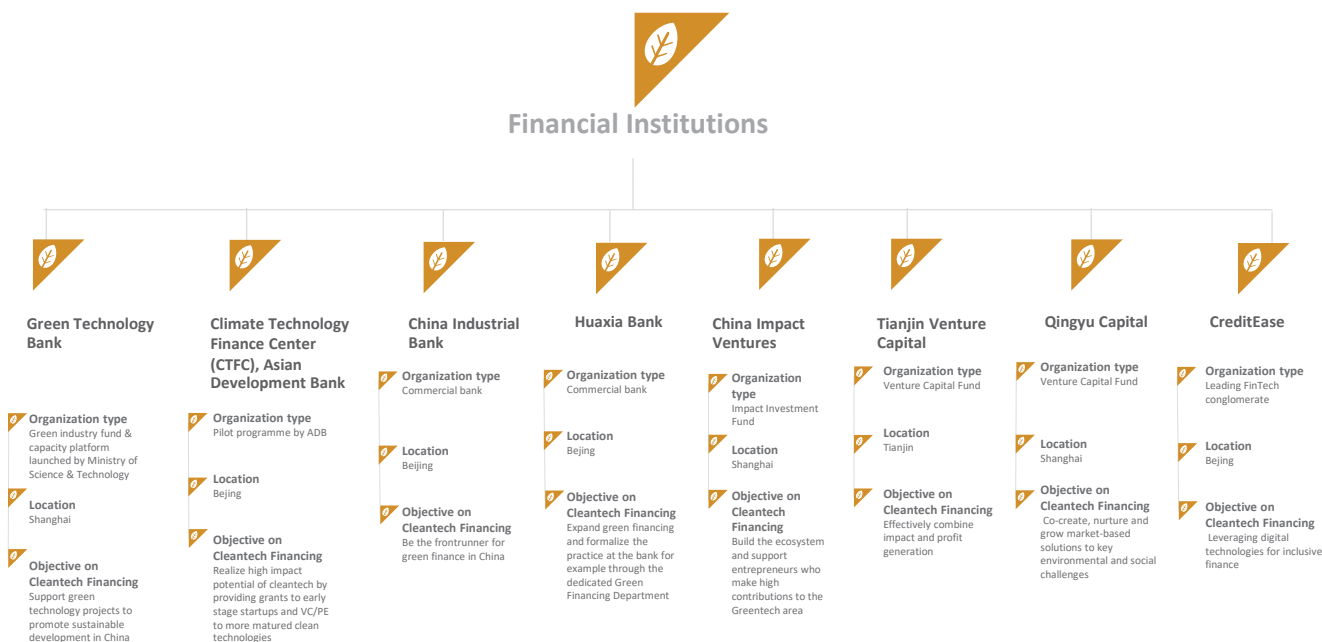 Financial Institutions
Green Technology
Bank
Organization type
Green industry fund &
capacity platform
launched by Ministry of
Science & Technology
Location
Shanghai
Objective on
Cleantech Financing
Support green
technology projects to
promote sustainable
development in China
Climate Technology
Finance Center
(CTFC), Asian
Development Bank
Organization type
Pilot programme by ADB
Location
Bejing
Objective on
Cleantech Financing
Realize high impact
potential of cleantech by
providing grants to early
stage startups and VC/PE
to more matured clean
technologies
China Industrial
Bank
Organization type
Commercial bank
Location
Beijing
Objective on
Cleantech Financing
Be the frontrunner for
green finance in China
Huaxia Bank
Organization type
Commercial bank
Location
Bejing
Objective on
Cleantech Financing
Expand green financing
and formalize the
practice at the bank for
example through the
dedicated Green
Financing Department
China Impact
Ventures
Organization
type
Impact Investment
Fund
Location
Shanghai
Objective on
Cleantech
Financing
Build the ecosystem
and support
entrepreneurs who
make high
contributions to the
Greentech area
Tianjin Venture
Capital
Organization type
Venture Capital Fund
Location
Tianjin
Objective on
Cleantech Financing
Effectively combine
impact and profit
generation
Qingyu Capital
Organization type
Venture Capital Fund
Location
Shanghai
Objective on
Cleantech Financing
Co-create, nurture and
grow market-based
solutions to key
environmental and social
challenges
CreditEase
Organization type
Leading FinTech
conglomerate
Location
Bejing
Objective on
Cleantech Financing
Leveraging digital
technologies for inclusive
finance